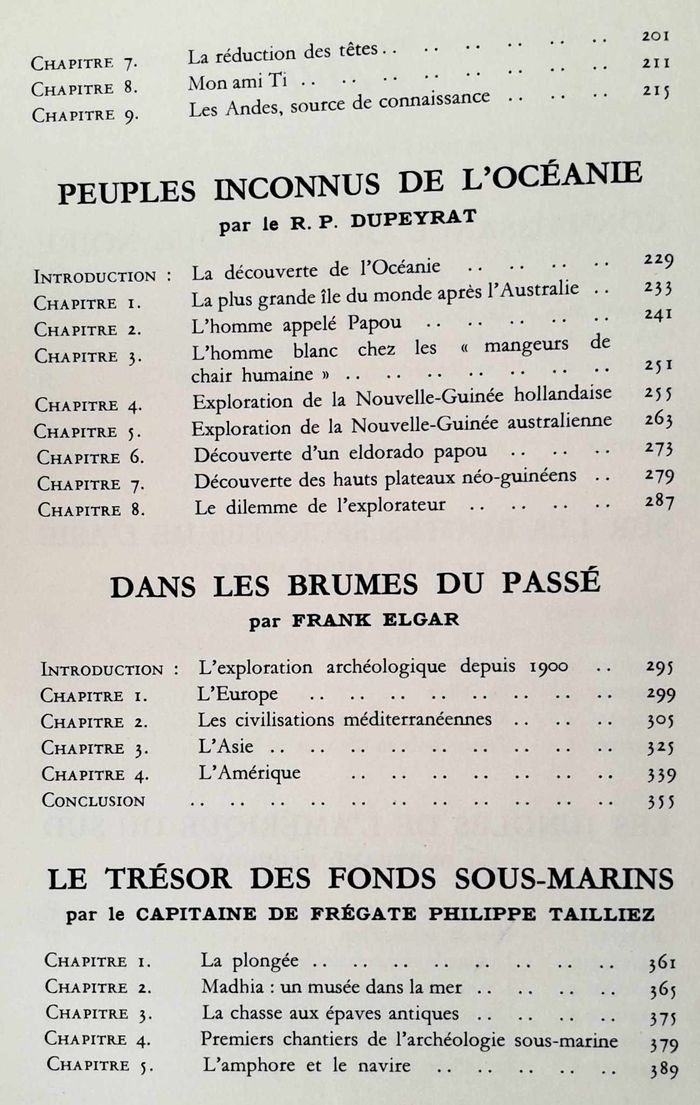 CHAPITRE 7. La réduction des têtes .. .. .. .. .. .. .. 201
CHAPITRE 8. Mon ami Ti .. .. .. .. .. .. .. .. 211
CHAPITRE 9. Les Andes, source de connaissance .. .. .. 215
PEUPLES INCONNUS DE L'OCÉANIE
par le R. P. DUPEYRAT
INTRODUCTION : La découverte de l'Océanie .. .. .. .. 229
CHAPITRE 1. La plus grande île du monde après l'Australie .. 233
CHAPITRE 2. L'homme appelé Papou .. .. .. .. .. 241
CHAPITRE 3. L'homme blanc chez les « mangeurs de
chair humaine » .. .. .. .. .. .. .. 251
CHAPITRE 4. Exploration de la Nouvelle-Guinée hollandaise 255
CHAPITRE 5. Exploration de la Nouvelle-Guinée australienne 263
CHAPITRE 6. Découverte d'un eldorado papou .. .. .. 273
CHAPITRE 7. Découverte des hauts plateaux néo-guinéens .. 279
CHAPITRE 8. Le dilemme de l'explorateur .. .. .. .. 287
DANS LES BRUMES DU PASSÉ
par FRANK ELGAR
INTRODUCTION : L'exploration archéologique depuis 1900 .. 295
CHAPITRE 1. L'Europe .. .. .. .. .. .. .. .. 299
CHAPITRE 2. Les civilisations méditerranéennes .. .. .. 305
CHAPITRE 3. L'Asie .. .. .. .. .. .. .. .. .. 325
CHAPITRE 4. L'Amérique .. .. .. .. .. .. .. 339
CONCLUSION .. .. .. .. .. .. .. .. .. .. .. 355
LE TRÉSOR DES FONDS SOUS-MARINS
par le CAPITAINE DE FRÉGATE PHILIPPE TAILLIEZ
CHAPITRE 1. La plongée .. .. .. .. .. .. .. .. 361
CHAPITRE 2. Madhia : un musée dans la mer .. .. .. .. 365
CHAPITRE 3. La chasse aux épaves antiques .. .. .. .. 375
CHAPITRE 4. Premiers chantiers de l'archéologie sous-marine 379
CHAPITRE 5. L'amphore et le navire .. .. .. .. .. 389